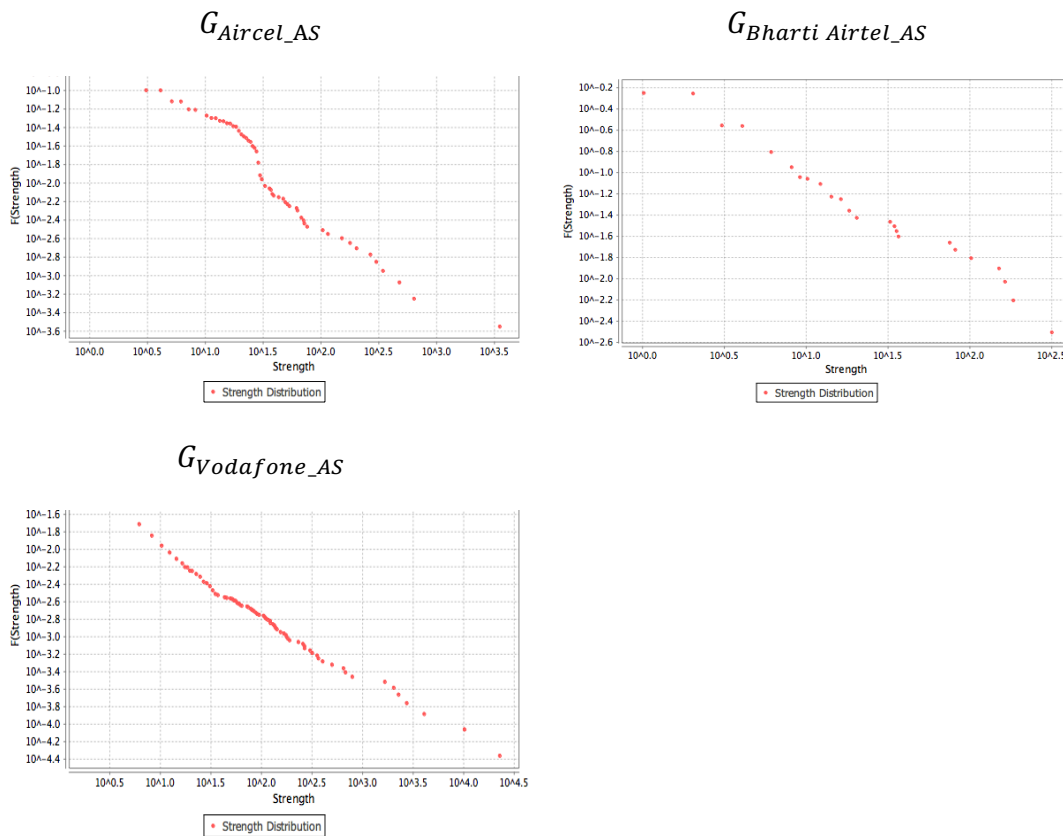 G_Aircel_AS
G_Bharti Airtel_AS
10^-1.0
10^-1.2
10^-1.4
10^-1.6
10^-1.8
10^-2.0
10^-2.2
10^-2.4
10^-2.6
10^-2.8
10^-3.0
10^-3.2
10^-3.4
10^-3.6
F(Strength)
10^0.0 10^0.5 10^1.0 10^1.5 10^2.0 10^2.5 10^3.0 10^3.5
Strength
Strength Distribution
10^-0.2
10^-0.4
10^-0.6
10^-0.8
10^-1.0
10^-1.2
10^-1.4
10^-1.6
10^-1.8
10^-2.0
10^-2.2
10^-2.4
10^-2.6
F(Strength)
10^0.0 10^0.5 10^1.0 10^1.5 10^2.0 10^2.5
Strength
Strength Distribution
G_Vodafone_AS
10^-1.6
10^-1.8
10^-2.0
10^-2.2
10^-2.4
10^-2.6
10^-2.8
10^-3.0
10^-3.2
10^-3.4
10^-3.6
10^-3.8
10^-4.0
10^-4.2
10^-4.4
F(Strength)
10^0.5 10^1.0 10^1.5 10^2.0 10^2.5 10^3.0 10^3.5 10^4.0 10^4.5
Strength
Strength Distribution